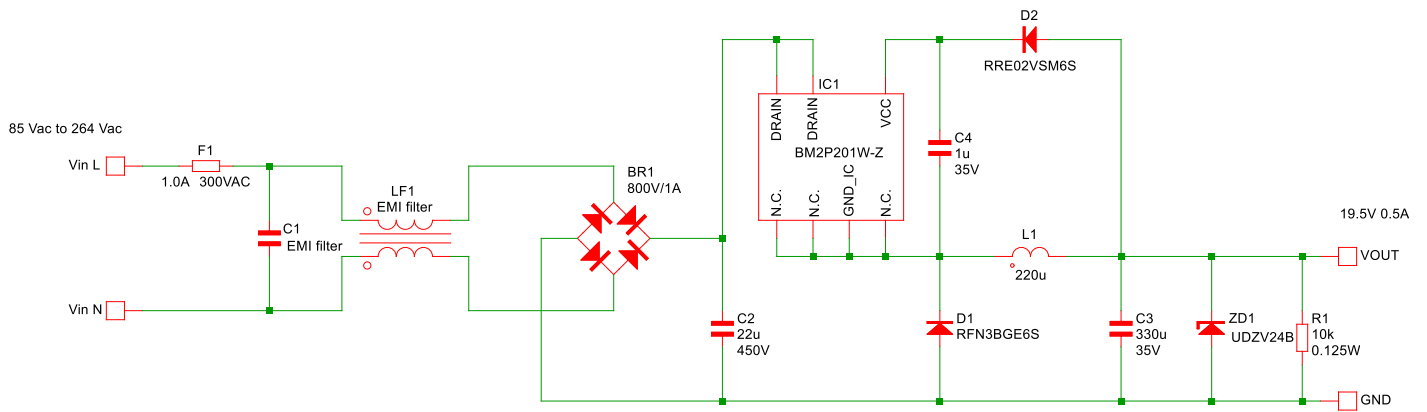 D2
RRE02VSM6S
IC1
DRAIN
DRAIN
VCC
BM2P201W-Z
N.C.
N.C.
GND_IC
N.C.
C4
1u
35V
85 Vac to 264 Vac
Vin L
F1
1.0A 300VAC
LF1
EMI filter
BR1
800V/1A
C1
EMI filter
Vin N
19.5V 0.5A
L1
220u
VOUT
C2
22u
450V
D1
RFN3BGE6S
C3
330u
35V
ZD1
UDZV24B
R1
10k
0.125W
GND